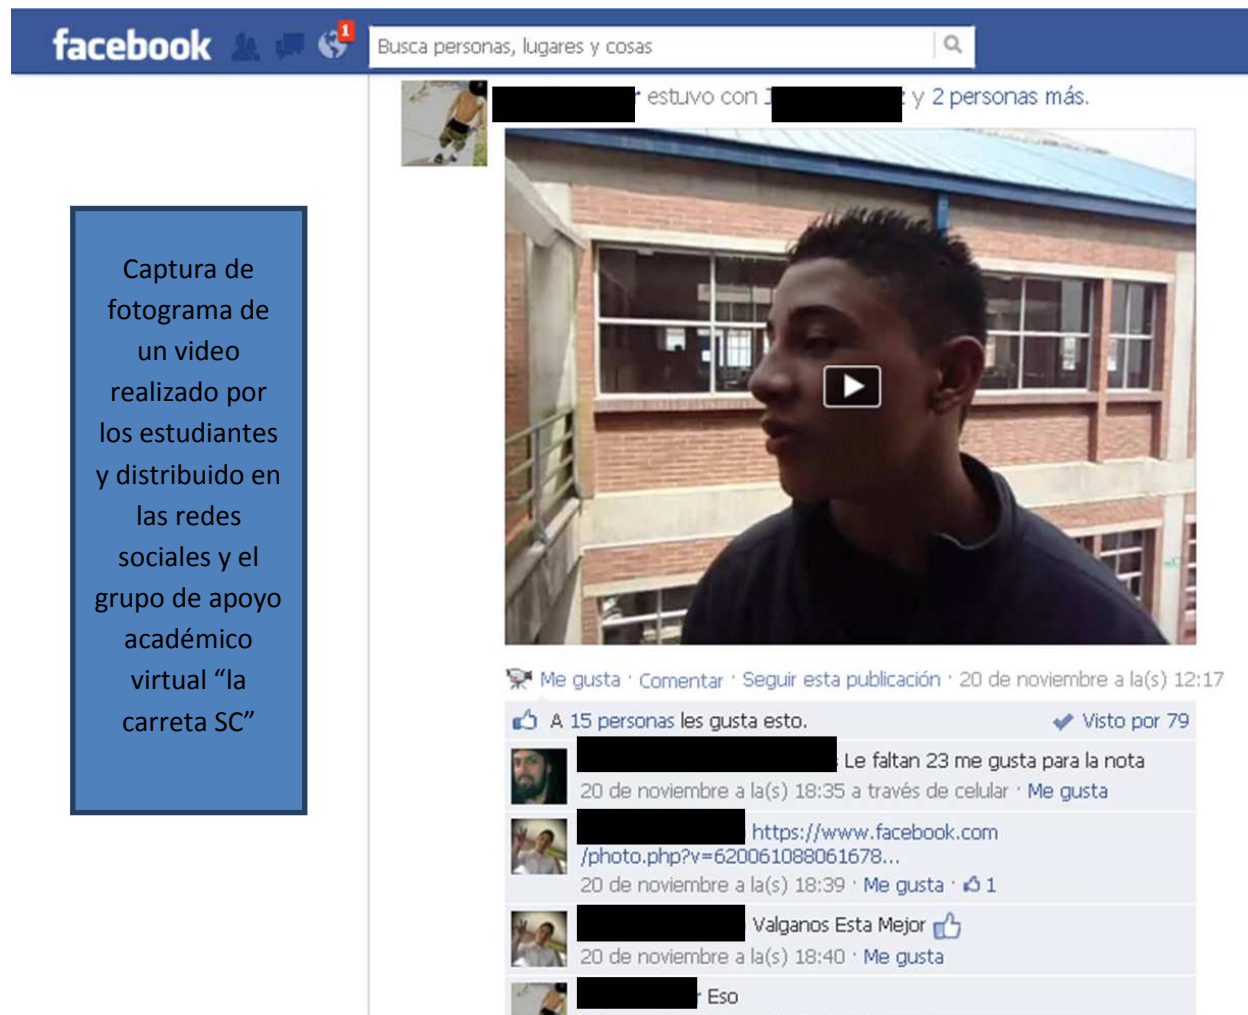 facebook
1
Busca personas, lugares y cosas
estuvo con
y 2 personas más.
Captura de
fotograma de
un video
realizado por
los estudiantes
y distribuido en
las redes
sociales y el
grupo de apoyo
académico
virtual “la
carreta SC”
Me gusta · Comentar · Seguir esta publicación · 20 de noviembre a la(s) 12:17
A 15 personas les gusta esto.
Visto por 79
Le faltan 23 me gusta para la nota
20 de noviembre a la(s) 18:35 a través de celular · Me gusta
https://www.facebook.com
/photo.php?v=620061088061678...
20 de noviembre a la(s) 18:39 · Me gusta · 1
Valganos Esta Mejor
20 de noviembre a la(s) 18:40 · Me gusta
Eso